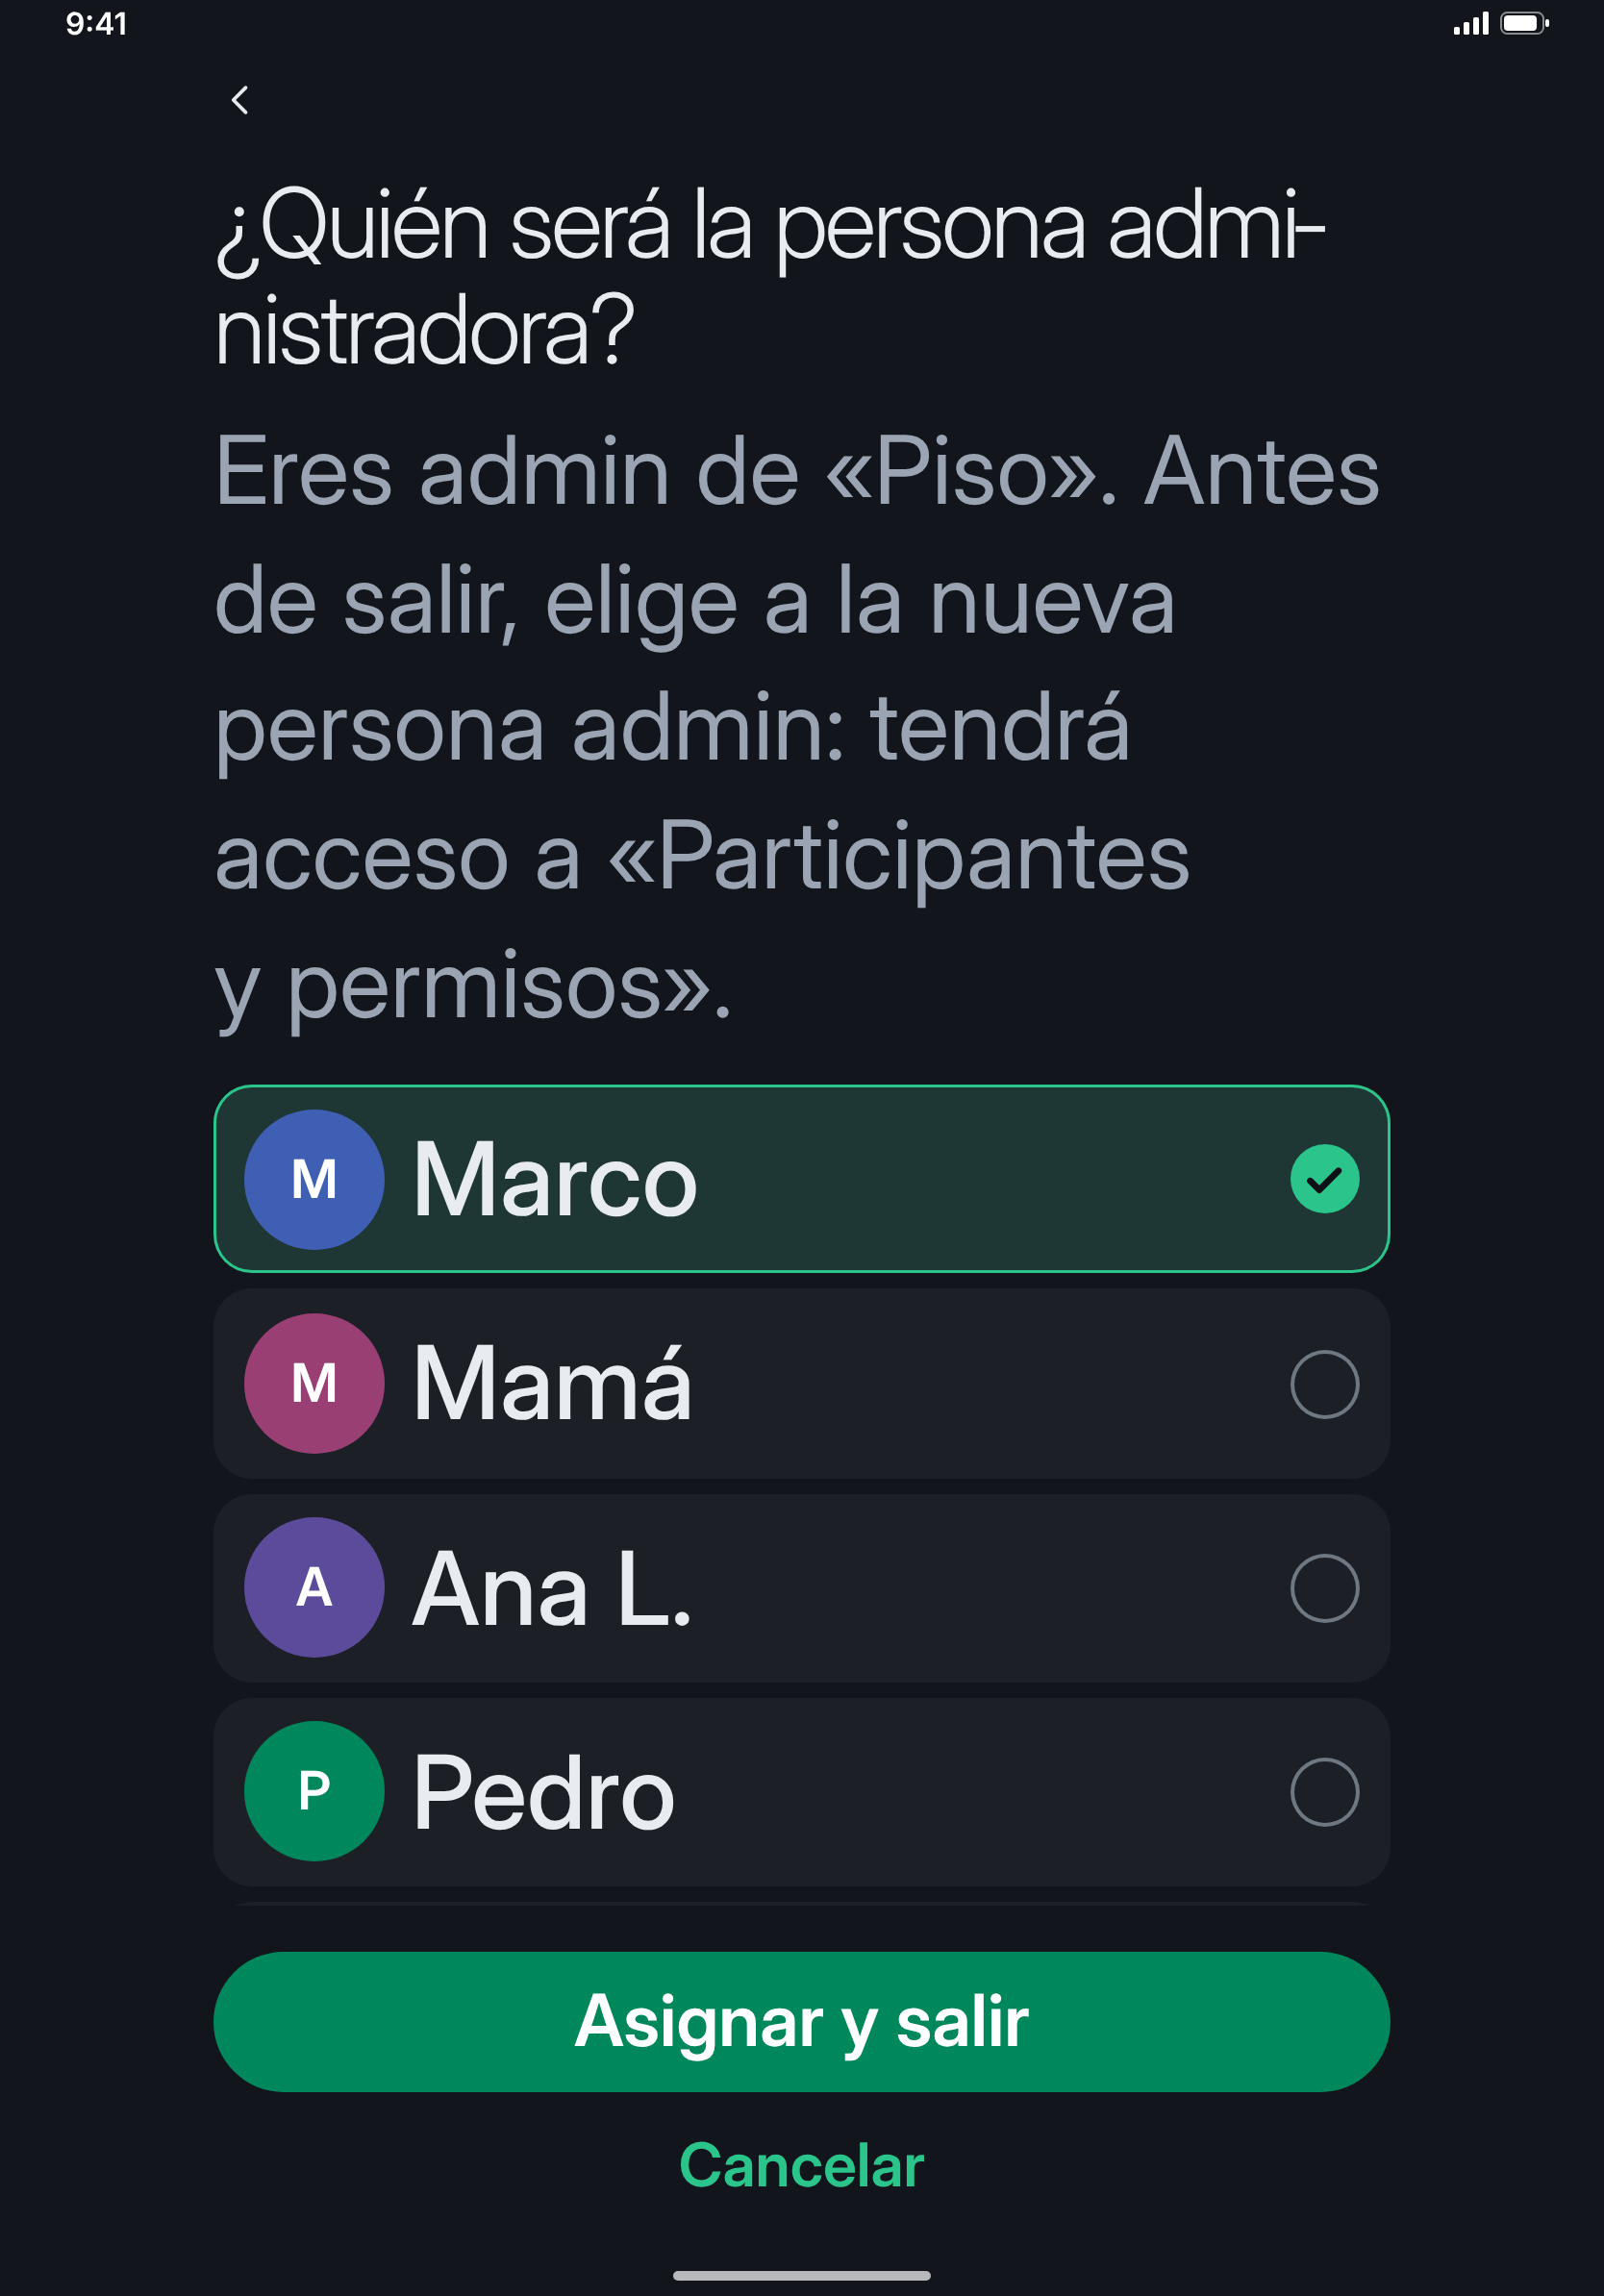 9:41
¿Quién será la persona admi-
nistradora?
Eres admin de «Piso». Antes
de salir, elige a la nueva
persona admin: tendrá
acceso a «Participantes
y permisos».
M Marco
M Mamá
A Ana L.
P Pedro
Asignar y salir
Cancelar